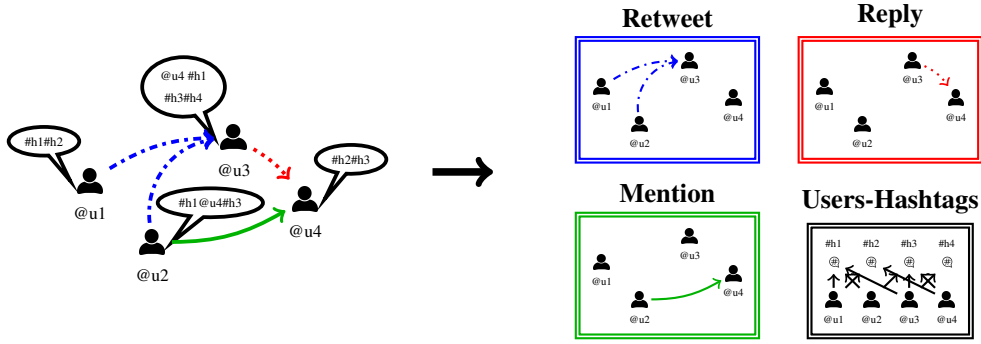 @u4 #h1
#h3#h4
#h1#h2
@u3
#h2#h3
@u1
#h1@u4#h3
@u4
@u2
Retweet
@u3
@u1
@u4
@u2
Reply
@u3
@u1
@u4
@u2
Mention
@u3
@u1
@u4
@u2
Users-Hashtags
#h1 #h2 #h3 #h4
# # # #
@u1 @u2 @u3 @u4